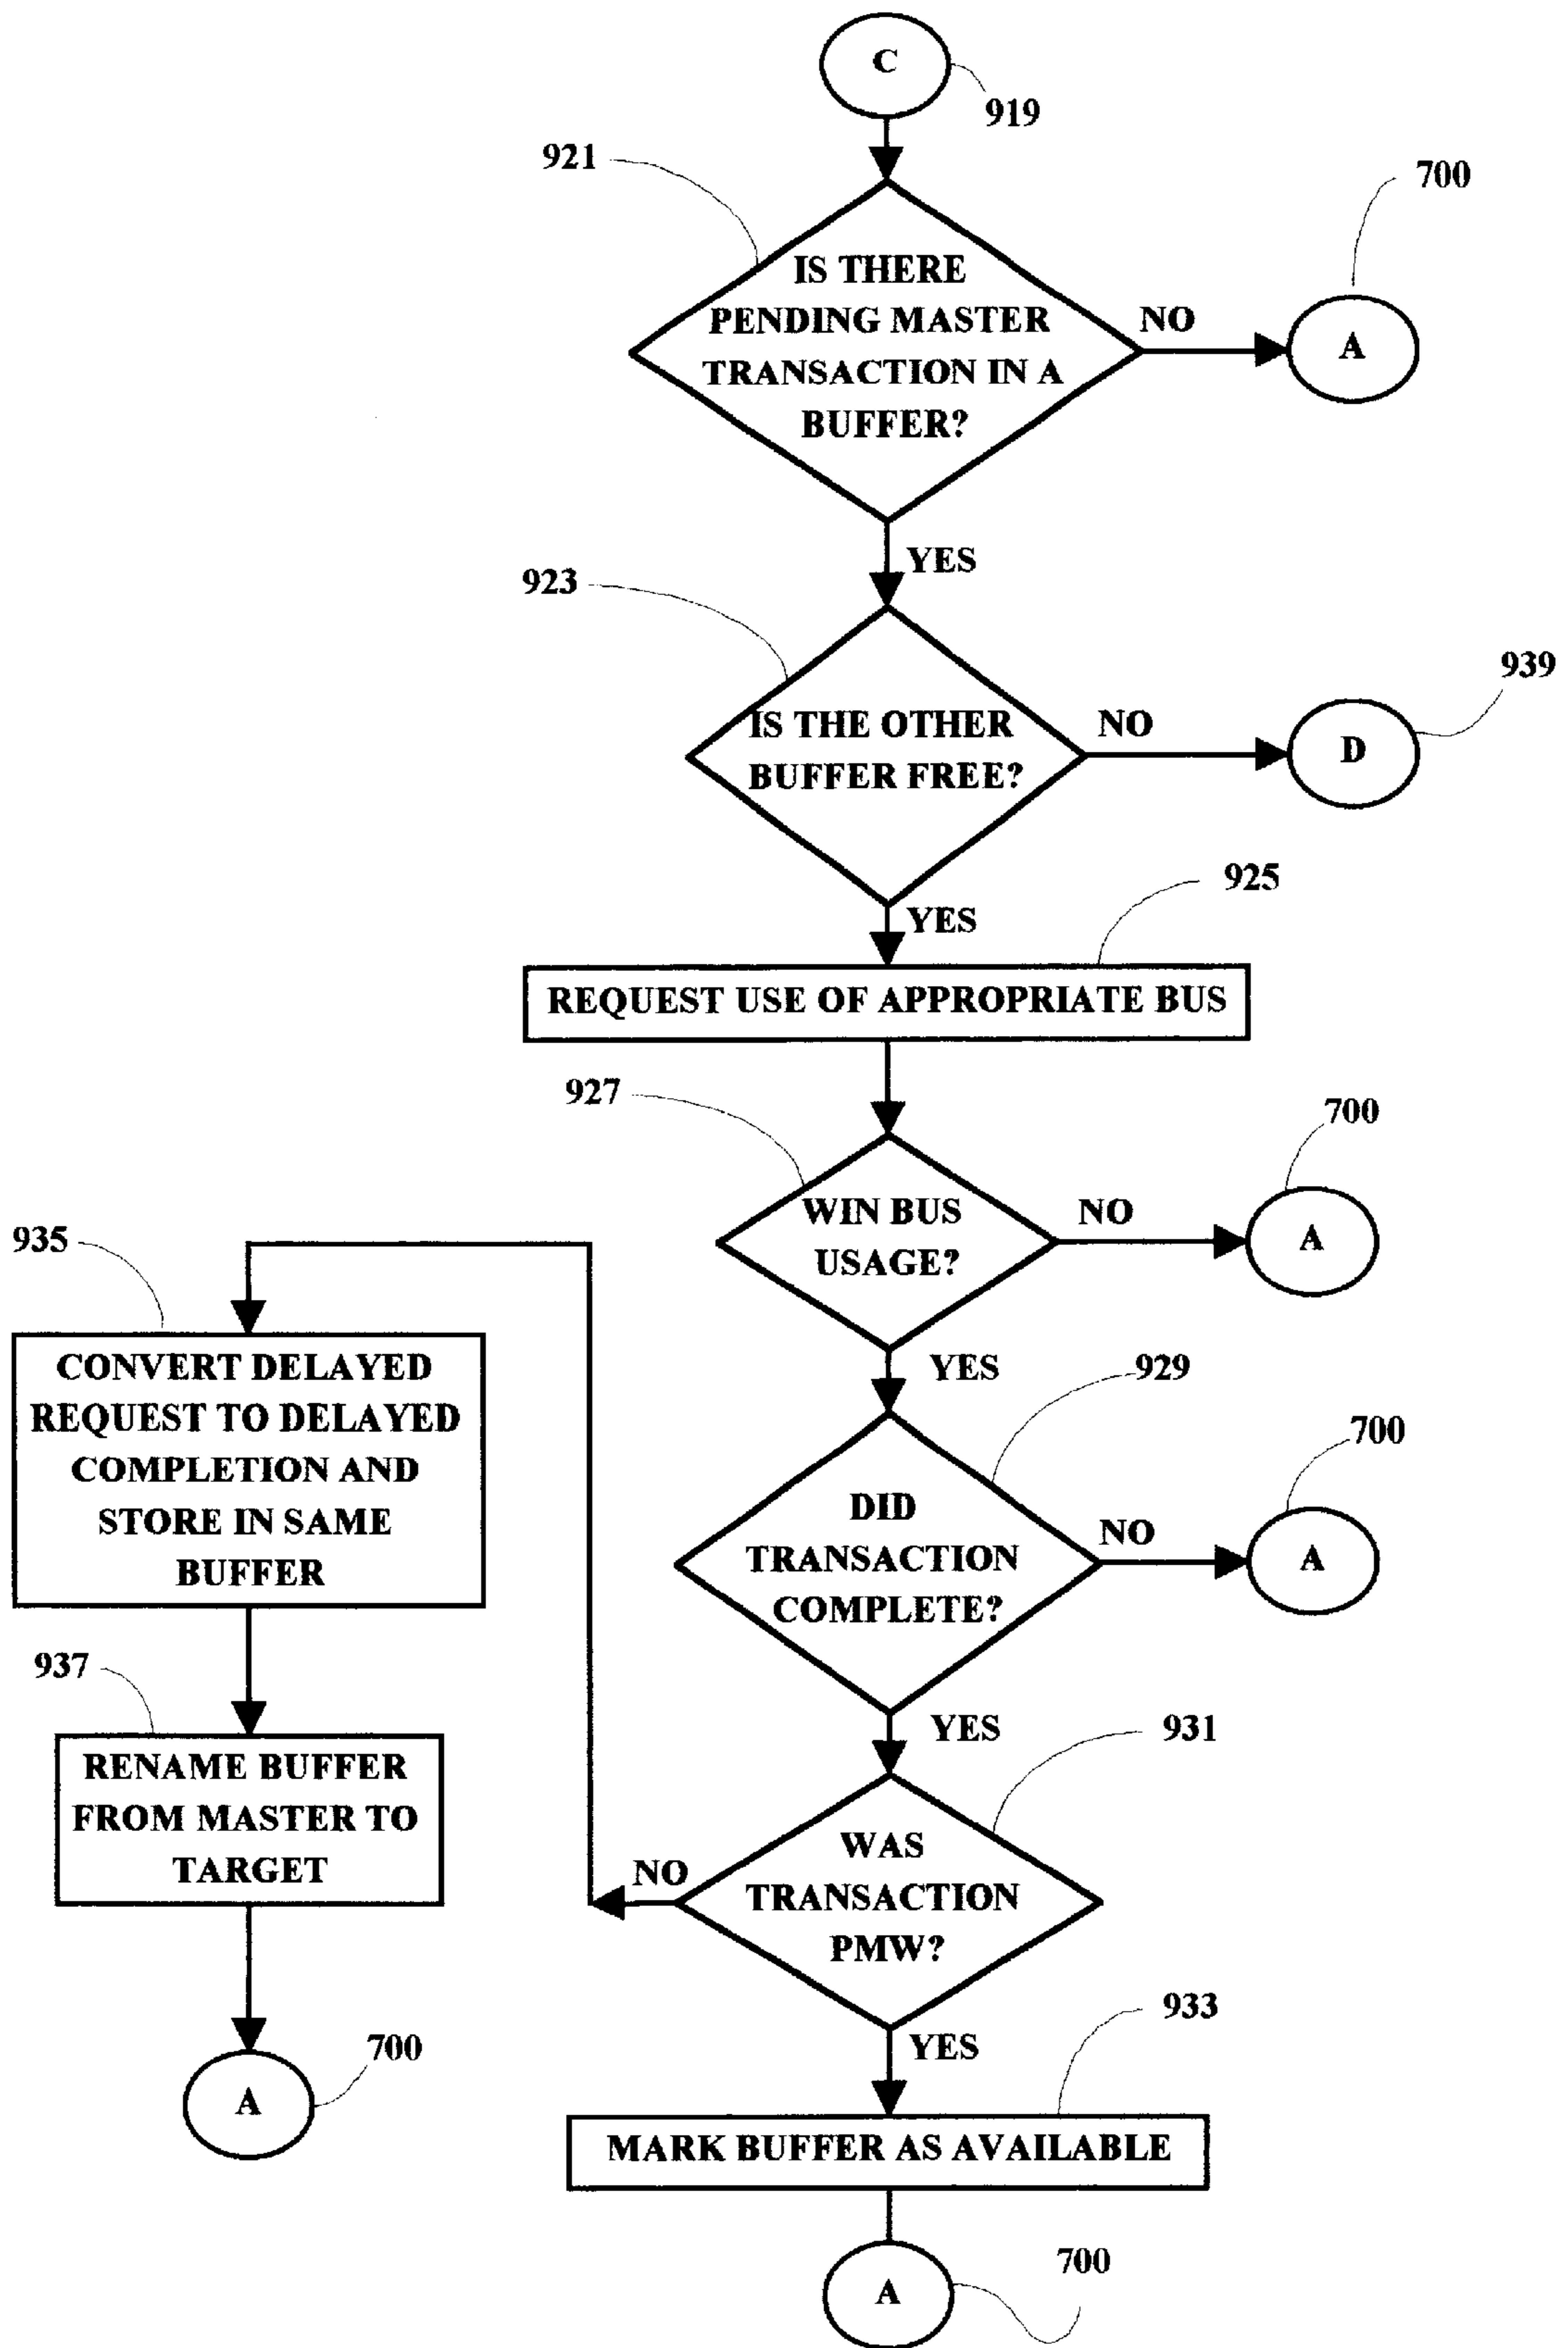 C
919
921
700
IS THERE
PENDING MASTER
TRANSACTION IN A
BUFFER?
NO
A
YES
923
939
IS THE OTHER
BUFFER FREE?
NO
D
YES
925
REQUEST USE OF APPROPRIATE BUS
927
700
WIN BUS
USAGE?
NO
A
YES
929
700
DID
TRANSACTION
COMPLETE?
NO
A
YES
931
WAS
TRANSACTION
PMW?
NO
935
CONVERT DELAYED
REQUEST TO DELAYED
COMPLETION AND
STORE IN SAME
BUFFER
937
RENAME BUFFER
FROM MASTER TO
TARGET
700
A
YES
933
MARK BUFFER AS AVAILABLE
700
A